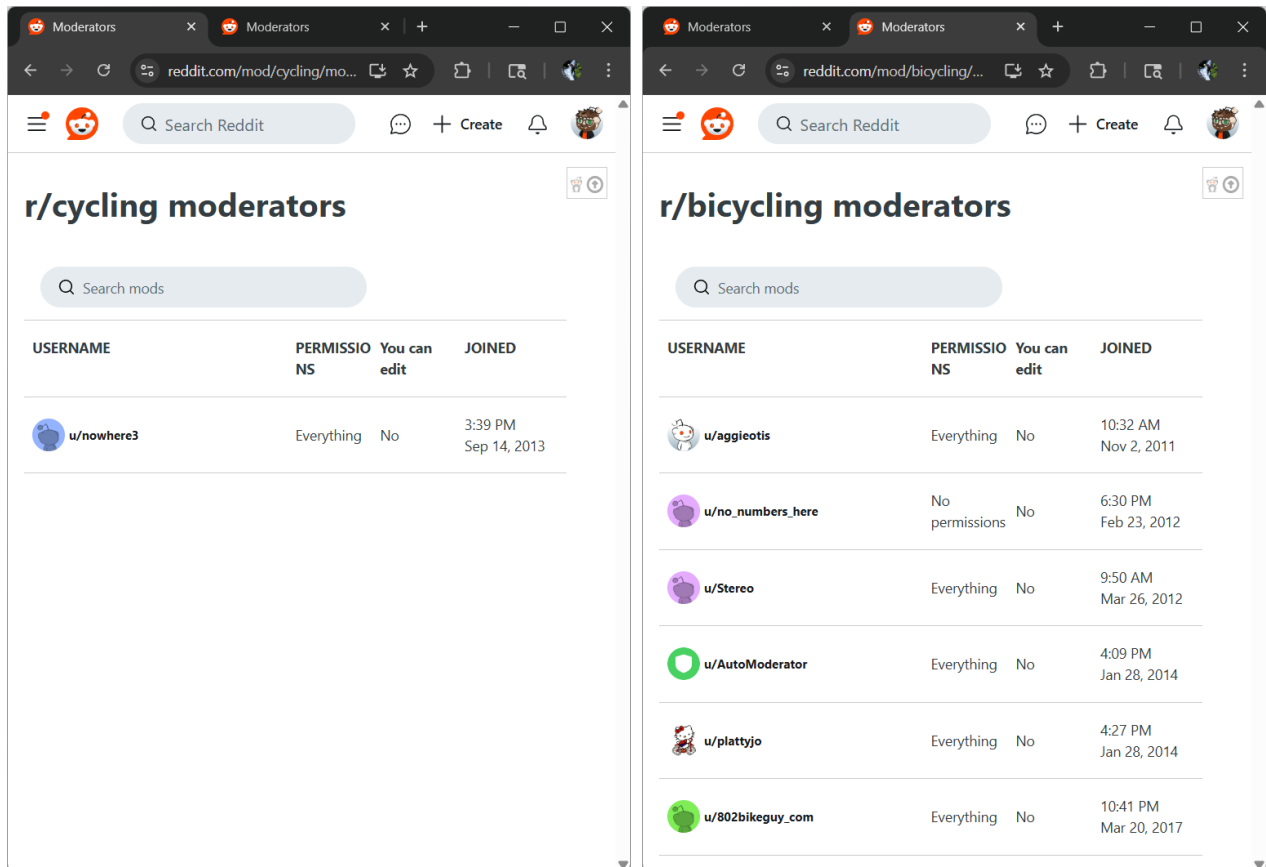 Moderators
Moderators
reddit.com/mod/cycling/mo...
Search Reddit
Create
r/cycling moderators
Search mods
USERNAME PERMISSIO You can JOINED
NS edit
u/nowhere3 Everything No 3:39 PM
Sep 14, 2013
Moderators
Moderators
reddit.com/mod/bicycling/...
Search Reddit
Create
r/bicycling moderators
Search mods
USERNAME PERMISSIO You can JOINED
NS edit
u/aggieotis Everything No 10:32 AM
Nov 2, 2011
u/no_numbers_here No permissions No 6:30 PM
Feb 23, 2012
u/Stereo Everything No 9:50 AM
Mar 26, 2012
u/AutoModerator Everything No 4:09 PM
Jan 28, 2014
u/plattyjo Everything No 4:27 PM
Jan 28, 2014
u/802bikeguy_com Everything No 10:41 PM
Mar 20, 2017